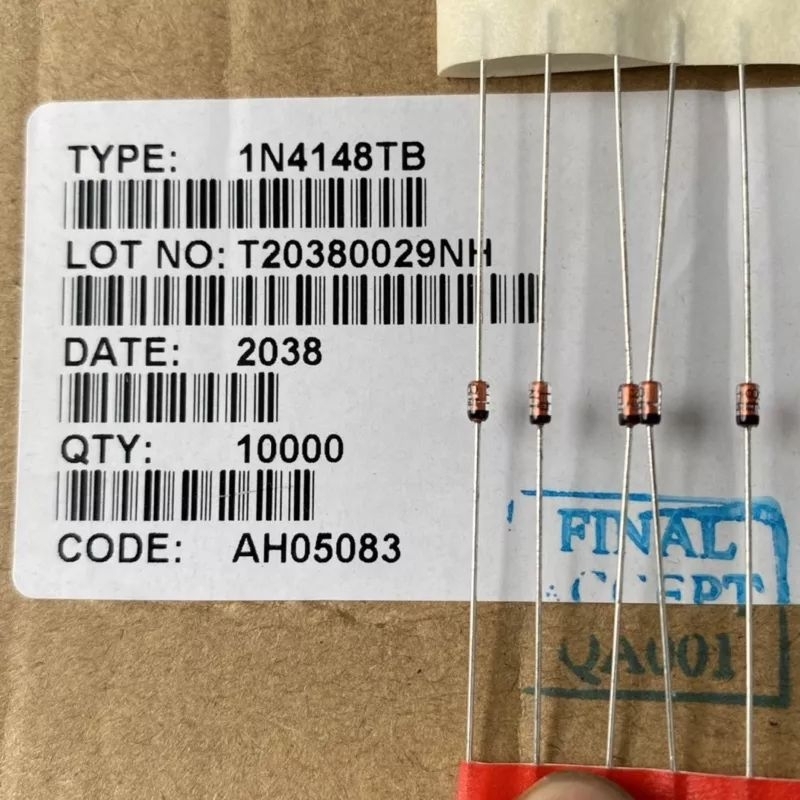 TYPE: 1N4148TB
LOT NO: T20380029NH
DATE: 2038
QTY: 10000
CODE: AH05083
FINAL
QA001